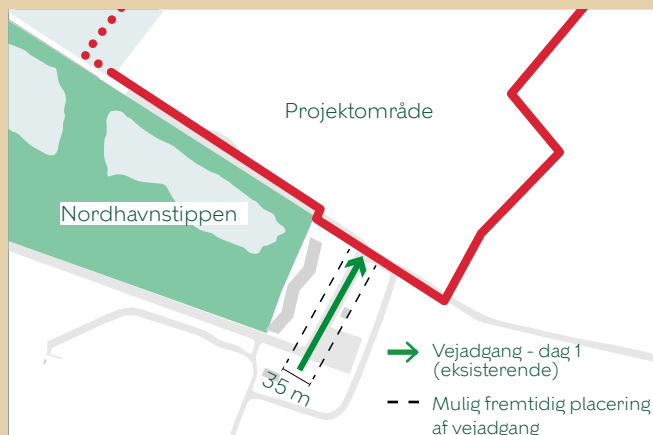 Projektområde
Nordhavnstippen
35 m
Vejadgang - dag 1
(eksisterende)
Mulig fremtidig placering
af vejadgang